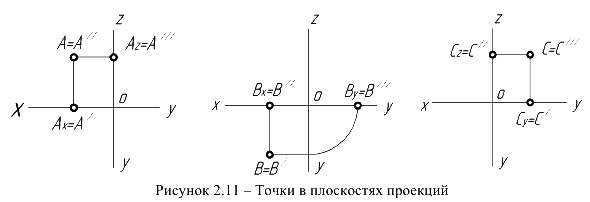 z
A=A'' Az=A'''
X O y
Ax=A'
y
z
Bx=B'' By=B'''
x O y
B=B'
y
z
Cz=C'' C=C'''
x O y
Cy=C'
y
Рисунок 2.11 – Точки в плоскостях проекций